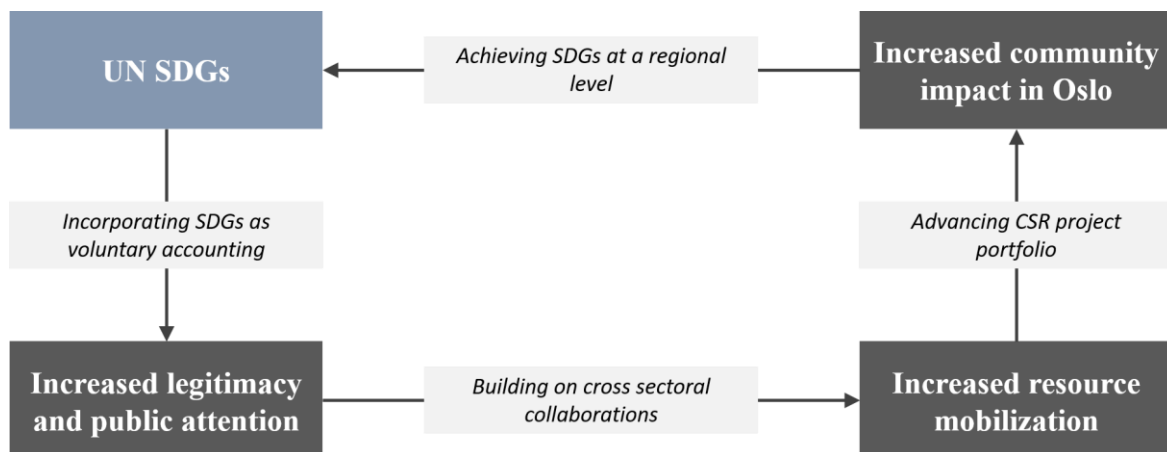 UN SDGs
Achieving SDGs at a regional
level
Increased community
impact in Oslo
Incorporating SDGs as
voluntary accounting
Advancing CSR project
portfolio
Increased legitimacy
and public attention
Building on cross sectoral
collaborations
Increased resource
mobilization